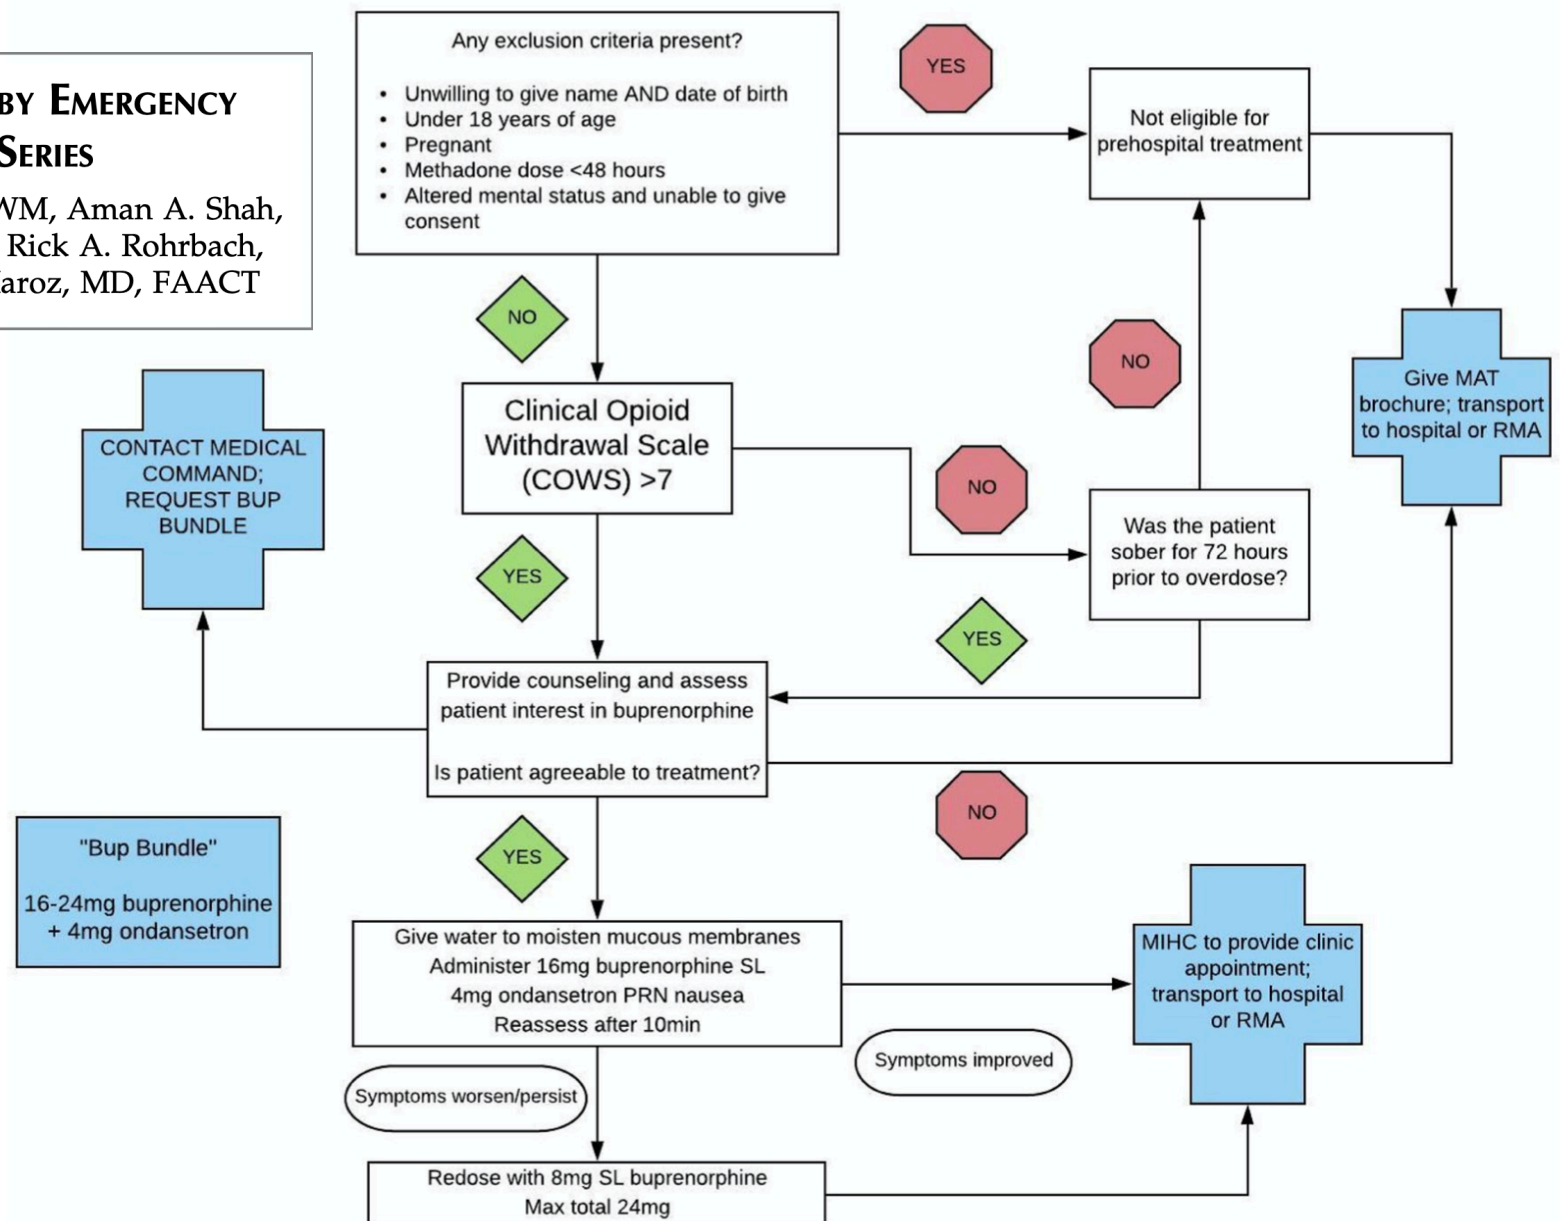 BY EMERGENCY
SERIES
WM, Aman A. Shah,
Rick A. Rohrbach,
aroz, MD, FAACT
Any exclusion criteria present?
• Unwilling to give name AND date of birth
• Under 18 years of age
• Pregnant
• Methadone dose <48 hours
• Altered mental status and unable to give
consent
YES
Not eligible for
prehospital treatment
NO
NO
Give MAT
brochure; transport
to hospital or RMA
Clinical Opioid
Withdrawal Scale
(COWS) >7
CONTACT MEDICAL
COMMAND;
REQUEST BUP
BUNDLE
NO
Was the patient
sober for 72 hours
prior to overdose?
YES
YES
Provide counseling and assess
patient interest in buprenorphine
Is patient agreeable to treatment?
NO
YES
"Bup Bundle"
16-24mg buprenorphine
+ 4mg ondansetron
Give water to moisten mucous membranes
Administer 16mg buprenorphine SL
4mg ondansetron PRN nausea
Reassess after 10min
MIHC to provide clinic
appointment;
transport to hospital
or RMA
Symptoms improved
Symptoms worsen/persist
Redose with 8mg SL buprenorphine
Max total 24mg